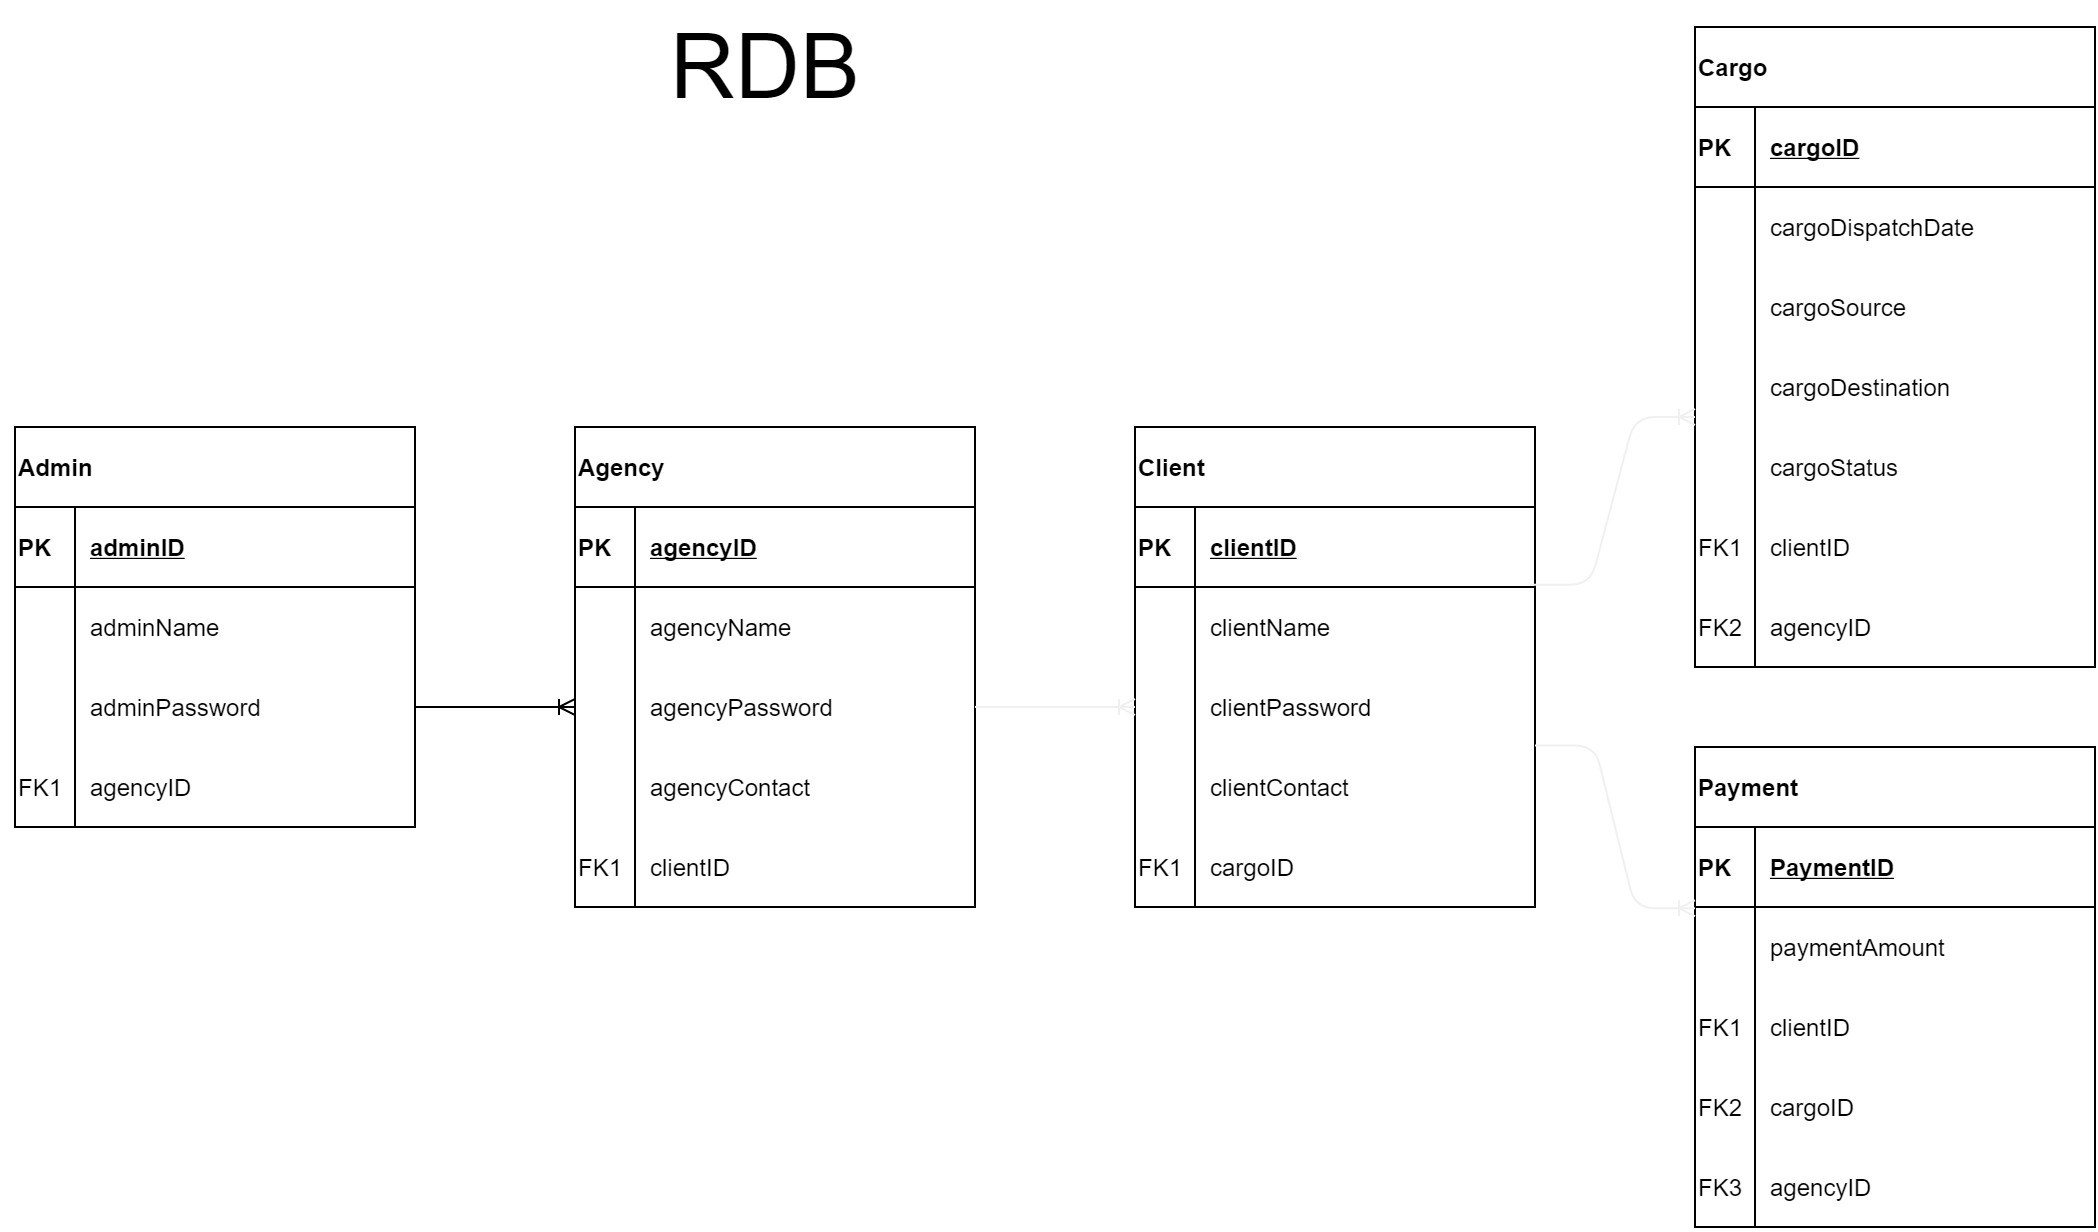 RDB
Admin
PK adminID
adminName
adminPassword
FK1 agencyID
Agency
PK agencyID
agencyName
agencyPassword
agencyContact
FK1 clientID
Client
PK clientID
clientName
clientPassword
clientContact
FK1 cargoID
Cargo
PK cargoID
cargoDispatchDate
cargoSource
cargoDestination
cargoStatus
FK1 clientID
FK2 agencyID
Payment
PK PaymentID
paymentAmount
FK1 clientID
FK2 cargoID
FK3 agencyID